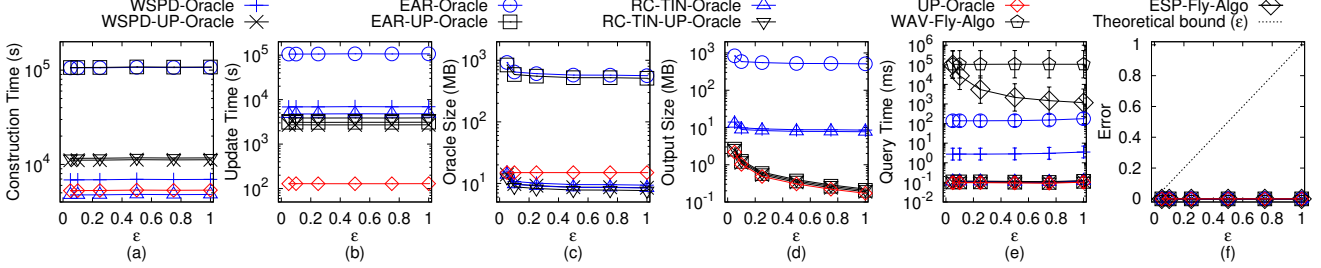 WSPD-Oracle EAR-Oracle RC-TIN-Oracle UP-Oracle ESP-Fly-Algo
WSPD-UP-Oracle EAR-UP-Oracle RC-TIN-UP-Oracle WAV-Fly-Algo Theoretical bound (ε)
Construction Time (s)
10^5
10^4
0 0.2 0.4 0.6 0.8 1
ε
(a)
Update Time (s)
10^5
10^4
10^3
10^2
0 0.2 0.4 0.6 0.8 1
ε
(b)
Oracle Size (MB)
10^3
10^2
10^1
0 0.2 0.4 0.6 0.8 1
ε
(c)
Output Size (MB)
10^3
10^2
10^1
10^0
10^-1
0 0.2 0.4 0.6 0.8 1
ε
(d)
Query Time (ms)
10^6
10^5
10^4
10^3
10^2
10^1
10^0
10^-1
10^-2
0 0.2 0.4 0.6 0.8 1
ε
(e)
Error
1
0.8
0.6
0.4
0.2
0
0 0.2 0.4 0.6 0.8 1
ε
(f)